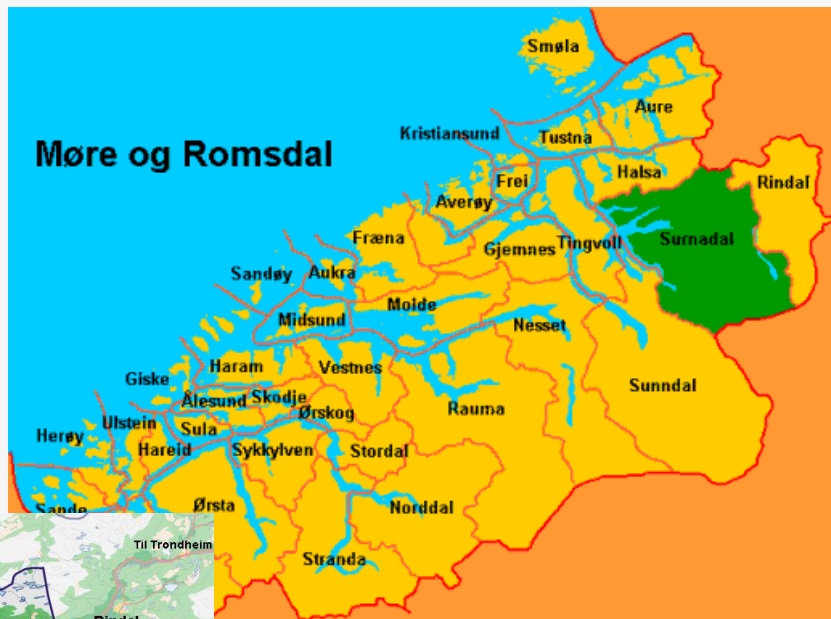 Smøla
Aure
Kristiansund
Tustna
Møre og Romsdal
Halsa
Rindal
Frei
Averøy
Fræna
Surnadal
Gjemnes
Tingvoll
Sandøy
Aukra
Molde
Midsund
Nesset
Haram
Vestnes
Giske
Sunndal
Ålesund
Skodje
Rauma
Ørskog
Ulstein
Sula
Herøy
Hareid
Sykkylven
Stordal
Ørsta
Norddal
Sande
Til Trondheim
Stranda
Rindal